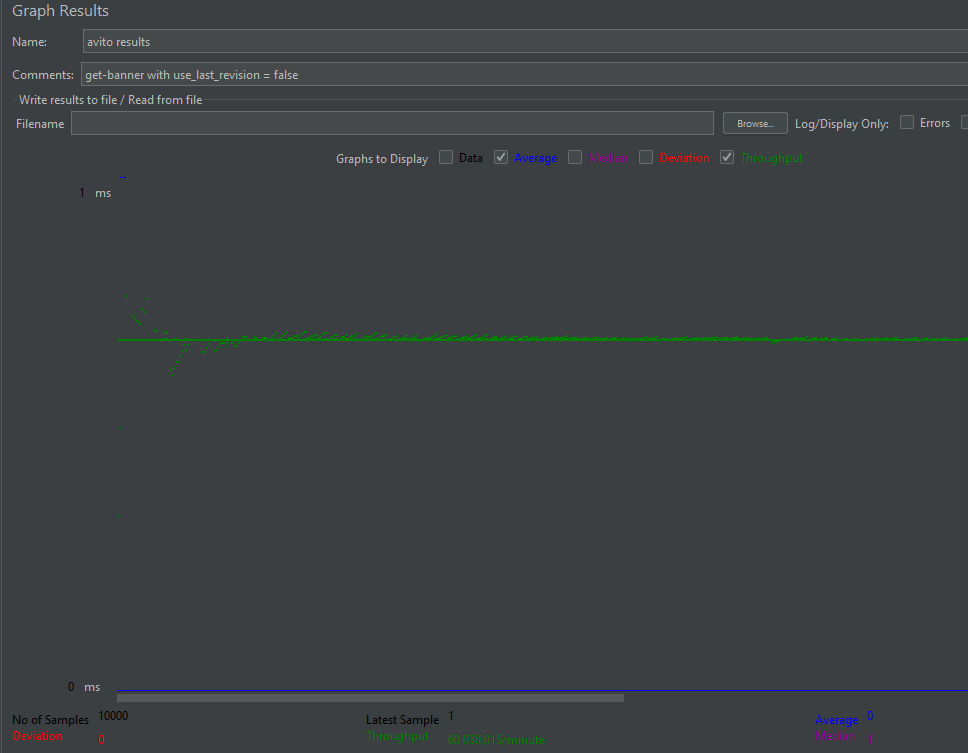 Graph Results
Name: avito results
Comments: get-banner with use_last_revision = false
Write results to file / Read from file
Filename Browse... Log/Display Only: Errors
Graphs to Display Data Average Median Deviation Throughput
1 ms
0 ms
No of Samples 10000 Latest Sample 1 Average 0
Deviation 0 Throughput 60 030,015/minute Median 1